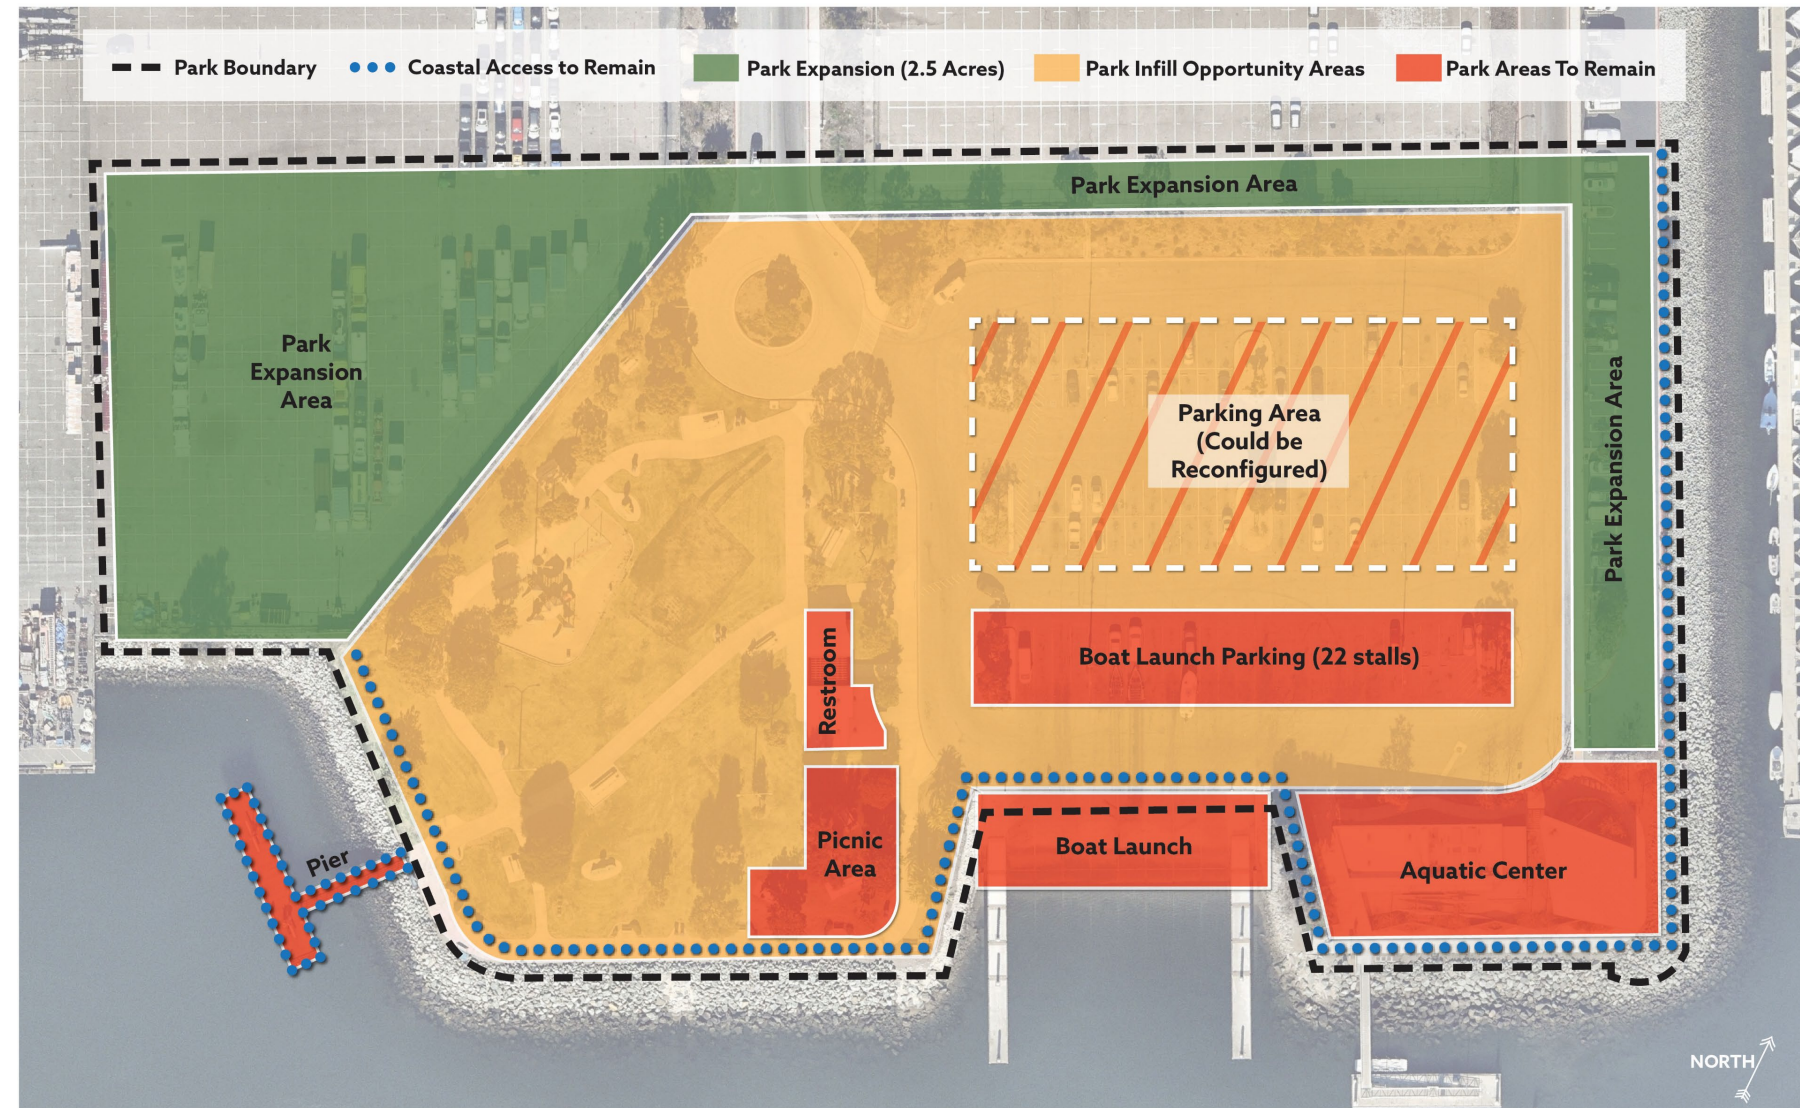 Park Boundary
Coastal Access to Remain
Park Expansion (2.5 Acres)
Park Infill Opportunity Areas
Park Areas To Remain
Park Expansion Area
Park
Expansion
Area
Parking Area
(Could be
Reconfigured)
Park Expansion Area
Restroom
Boat Launch Parking (22 stalls)
Pier
Picnic
Area
Boat Launch
Aquatic Center
NORTH